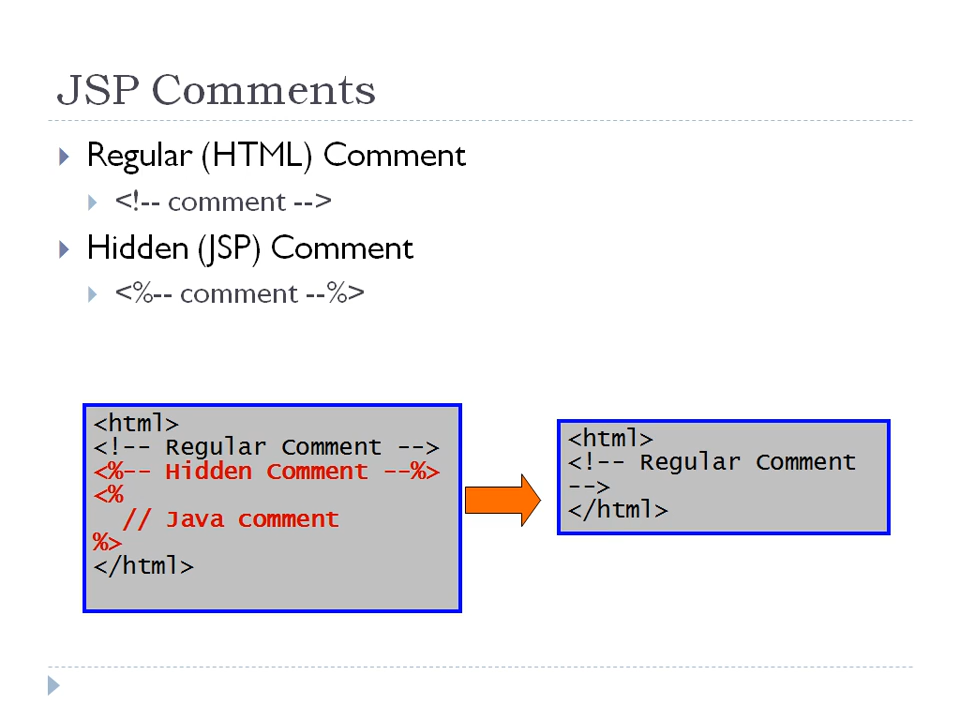 JSP Comments
Regular (HTML) Comment
<!-- comment -->
Hidden (JSP) Comment
<%-- comment --%>
<html>
<!-- Regular Comment -->
<%-- Hidden Comment --%>
<%
// Java comment
%>
</html>
<html>
<!-- Regular Comment
-->
</html>